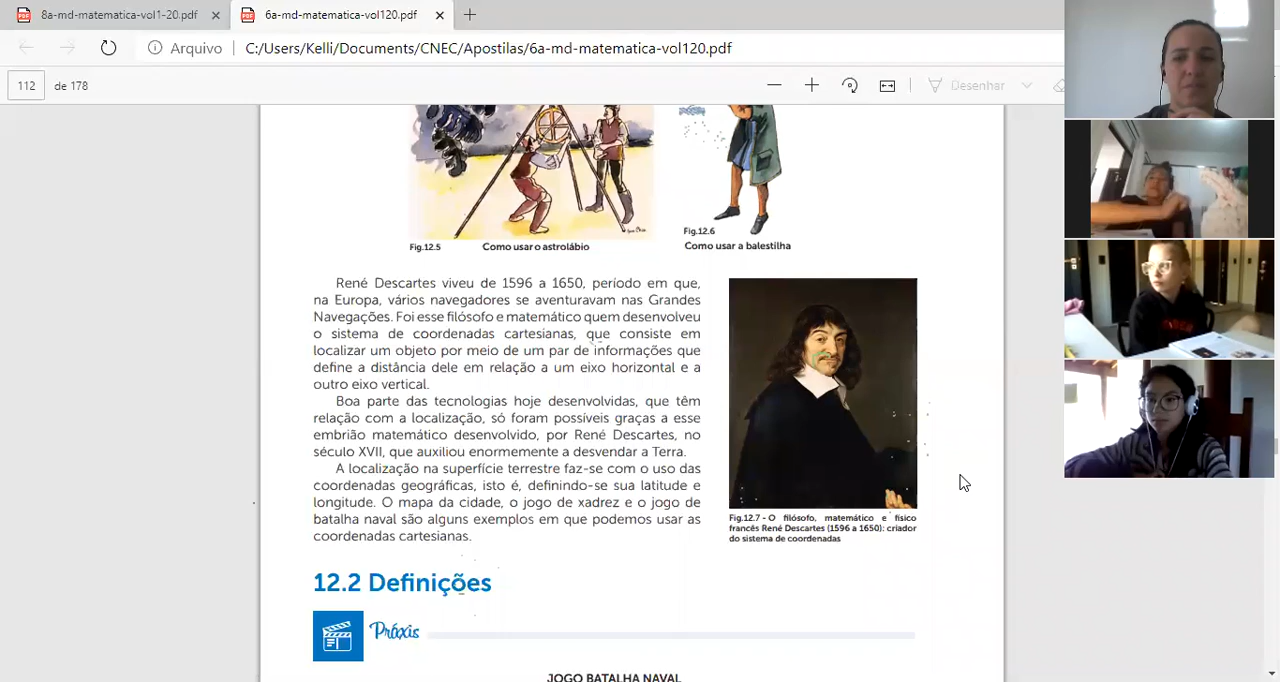 8a-md-matematica-vol1-20.pdf
6a-md-matematica-vol120.pdf
Arquivo
C:/Users/Kelli/Documents/CNEC/Apostilas/6a-md-matematica-vol120.pdf
112 de 178
Desenhar
Fig.12.5 Como usar o astrolábio
Fig.12.6
Como usar a balestilha
René Descartes viveu de 1596 a 1650, período em que,
na Europa, vários navegadores se aventuravam nas Grandes
Navegações. Foi esse filósofo e matemático quem desenvolveu
o sistema de coordenadas cartesianas, que consiste em
localizar um objeto por meio de um par de informações que
define a distância dele em relação a um eixo horizontal e a
outro eixo vertical.
Boa parte das tecnologias hoje desenvolvidas, que têm
relação com a localização, só foram possíveis graças a esse
embrião matemático desenvolvido, por René Descartes, no
século XVII, que auxiliou enormemente a desvendar a Terra.
A localização na superfície terrestre faz-se com o uso das
coordenadas geográficas, isto é, definindo-se sua latitude e
longitude. O mapa da cidade, o jogo de xadrez e o jogo de
batalha naval são alguns exemplos em que podemos usar as
coordenadas cartesianas.
Fig.12.7 - O filósofo, matemático e físico
francês René Descartes (1596 a 1650): criador
do sistema de coordenadas
12.2 Definições
Práxis
JOGO BATALHA NAVAL